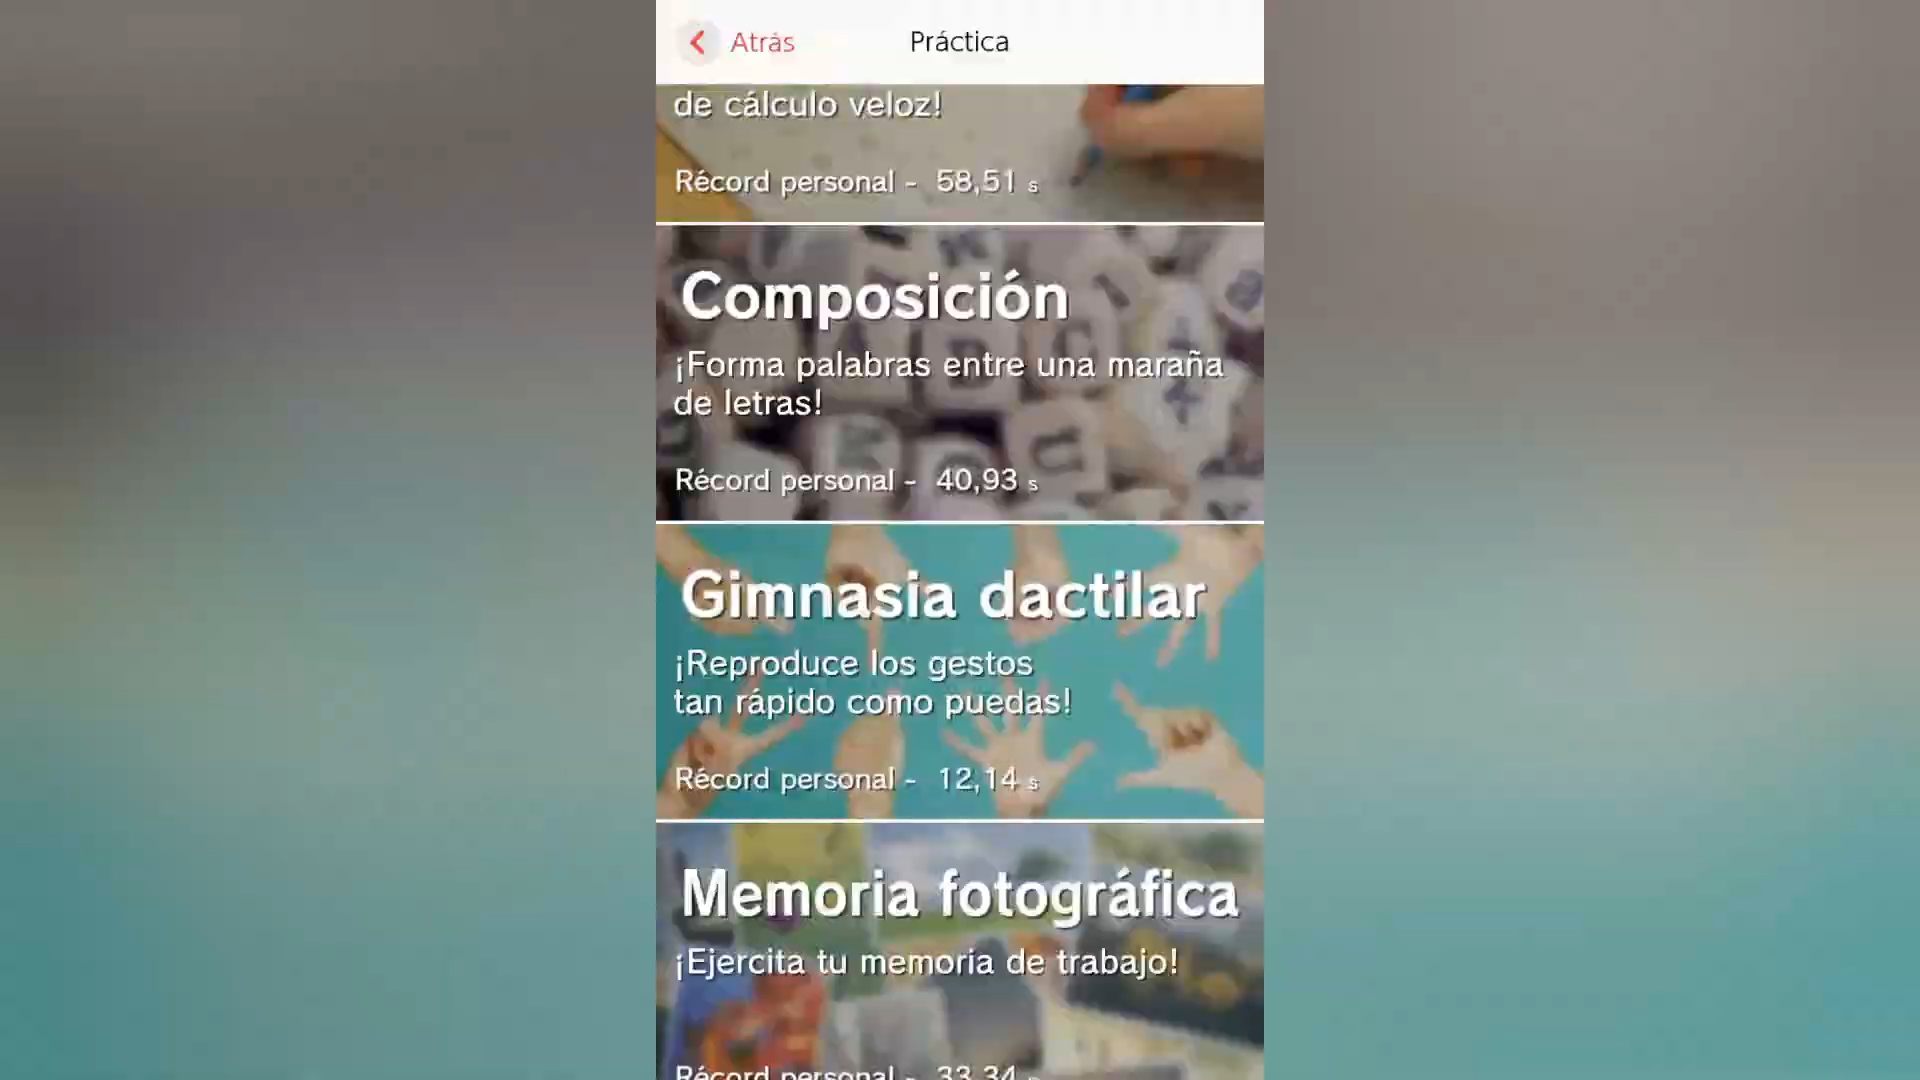 Atrás
Práctica
de cálculo veloz!
Récord personal - 58,51 s
Composición
¡Forma palabras entre una maraña
de letras!
Récord personal - 40,93 s
Gimnasia dactilar
¡Reproduce los gestos
tan rápido como puedas!
Récord personal - 12,14 s
Memoria fotográfica
¡Ejercita tu memoria de trabajo!
Récord personal - 33,34 s